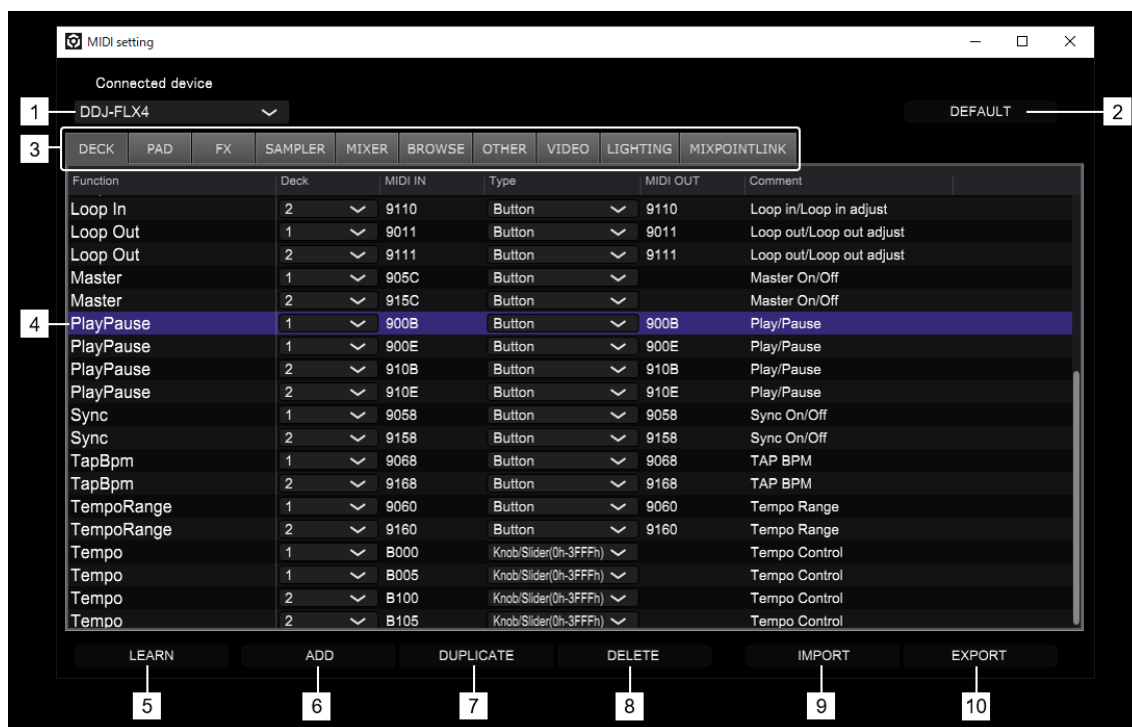 MIDI setting
Connected device
1 DDJ-FLX4 DEFAULT 2
3 DECK PAD FX SAMPLER MIXER BROWSE OTHER VIDEO LIGHTING MIXPOINTLINK
Function Deck MIDI IN Type MIDI OUT Comment
Loop In 2 9110 Button 9110 Loop in/Loop in adjust
Loop Out 1 9011 Button 9011 Loop out/Loop out adjust
Loop Out 2 9111 Button 9111 Loop out/Loop out adjust
Master 1 905C Button Master On/Off
Master 2 915C Button Master On/Off
4 PlayPause 1 900B Button 900B Play/Pause
PlayPause 1 900E Button 900E Play/Pause
PlayPause 2 910B Button 910B Play/Pause
PlayPause 2 910E Button 910E Play/Pause
Sync 1 9058 Button 9058 Sync On/Off
Sync 2 9158 Button 9158 Sync On/Off
TapBpm 1 9068 Button 9068 TAP BPM
TapBpm 2 9168 Button 9168 TAP BPM
TempoRange 1 9060 Button 9060 Tempo Range
TempoRange 2 9160 Button 9160 Tempo Range
Tempo 1 B000 Knob/Slider(0h-3FFFh) Tempo Control
Tempo 1 B005 Knob/Slider(0h-3FFFh) Tempo Control
Tempo 2 B100 Knob/Slider(0h-3FFFh) Tempo Control
Tempo 2 B105 Knob/Slider(0h-3FFFh) Tempo Control
LEARN ADD DUPLICATE DELETE IMPORT EXPORT
5 6 7 8 9 10